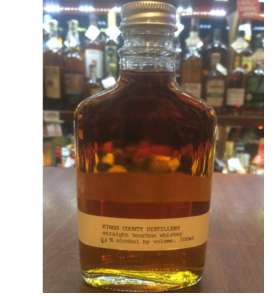 KINGS COUNTY DISTILLERY
straight bourbon whiskey
% alcohol by volume, 200ml